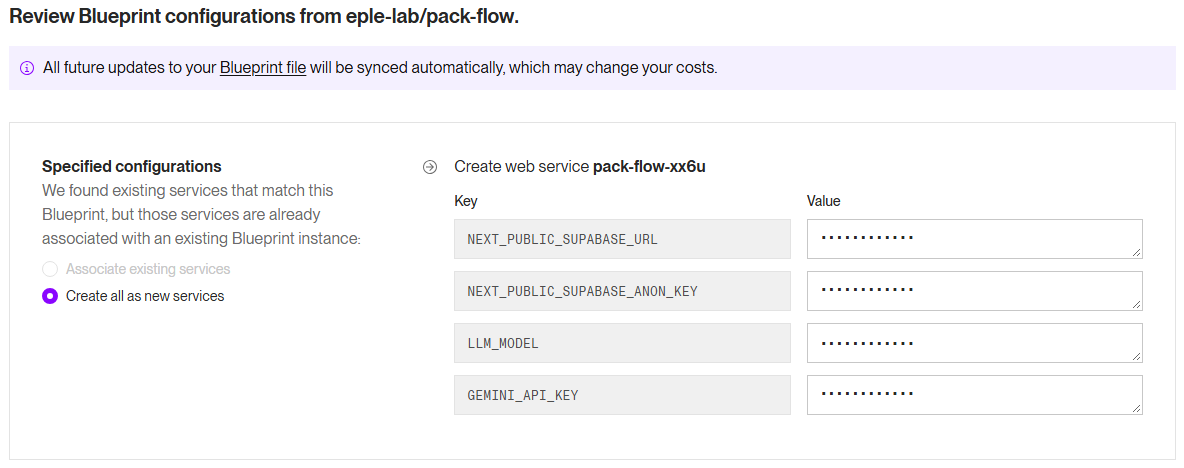 Review Blueprint configurations from eple-lab/pack-flow.
All future updates to your Blueprint file will be synced automatically, which may change your costs.
Specified configurations
We found existing services that match this
Blueprint, but those services are already
associated with an existing Blueprint instance:
Associate existing services
Create all as new services
Create web service pack-flow-xx6u
Key Value
NEXT_PUBLIC_SUPABASE_URL ············
NEXT_PUBLIC_SUPABASE_ANON_KEY ············
LLM_MODEL ············
GEMINI_API_KEY ············